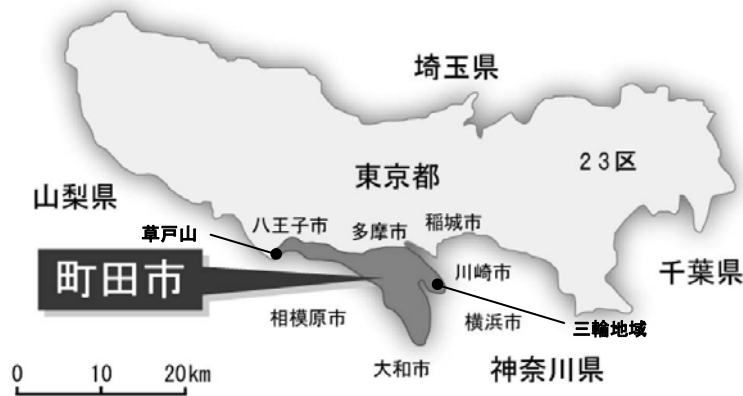 埼玉県
23区
東京都
山梨県
八王子市
多摩市
稲城市
草戸山
町田市
川崎市
千葉県
相模原市
横浜市
三輪地域
大和市
神奈川県
0 10 20km